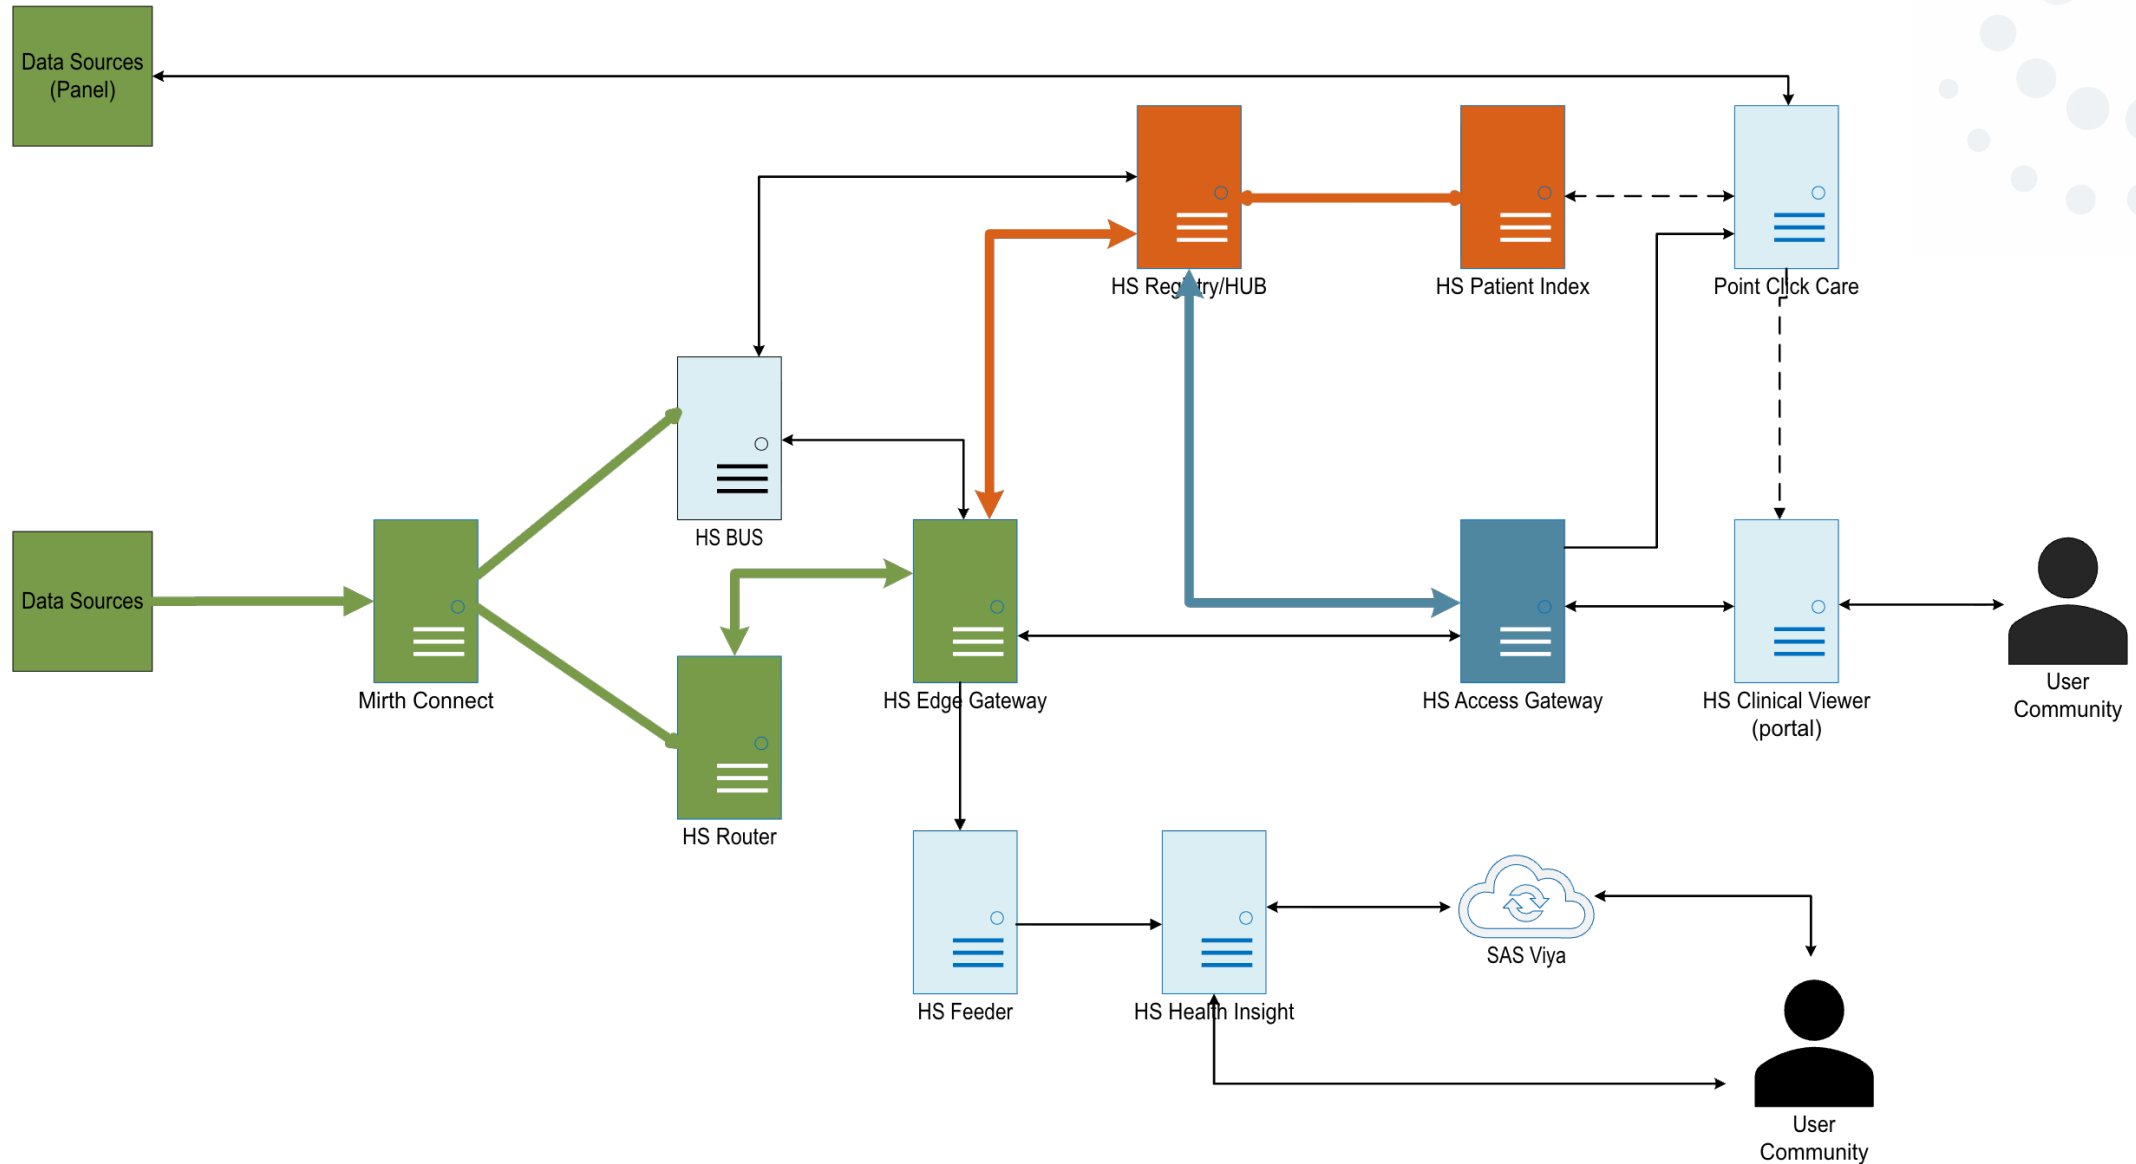 Data Sources
(Panel)
HS Registry/HUB
HS Patient Index
Point Click Care
HS BUS
Data Sources
Mirth Connect
HS Edge Gateway
HS Access Gateway
HS Clinical Viewer
(portal)
User
Community
HS Router
SAS Viya
HS Feeder
HS Health Insight
User
Community